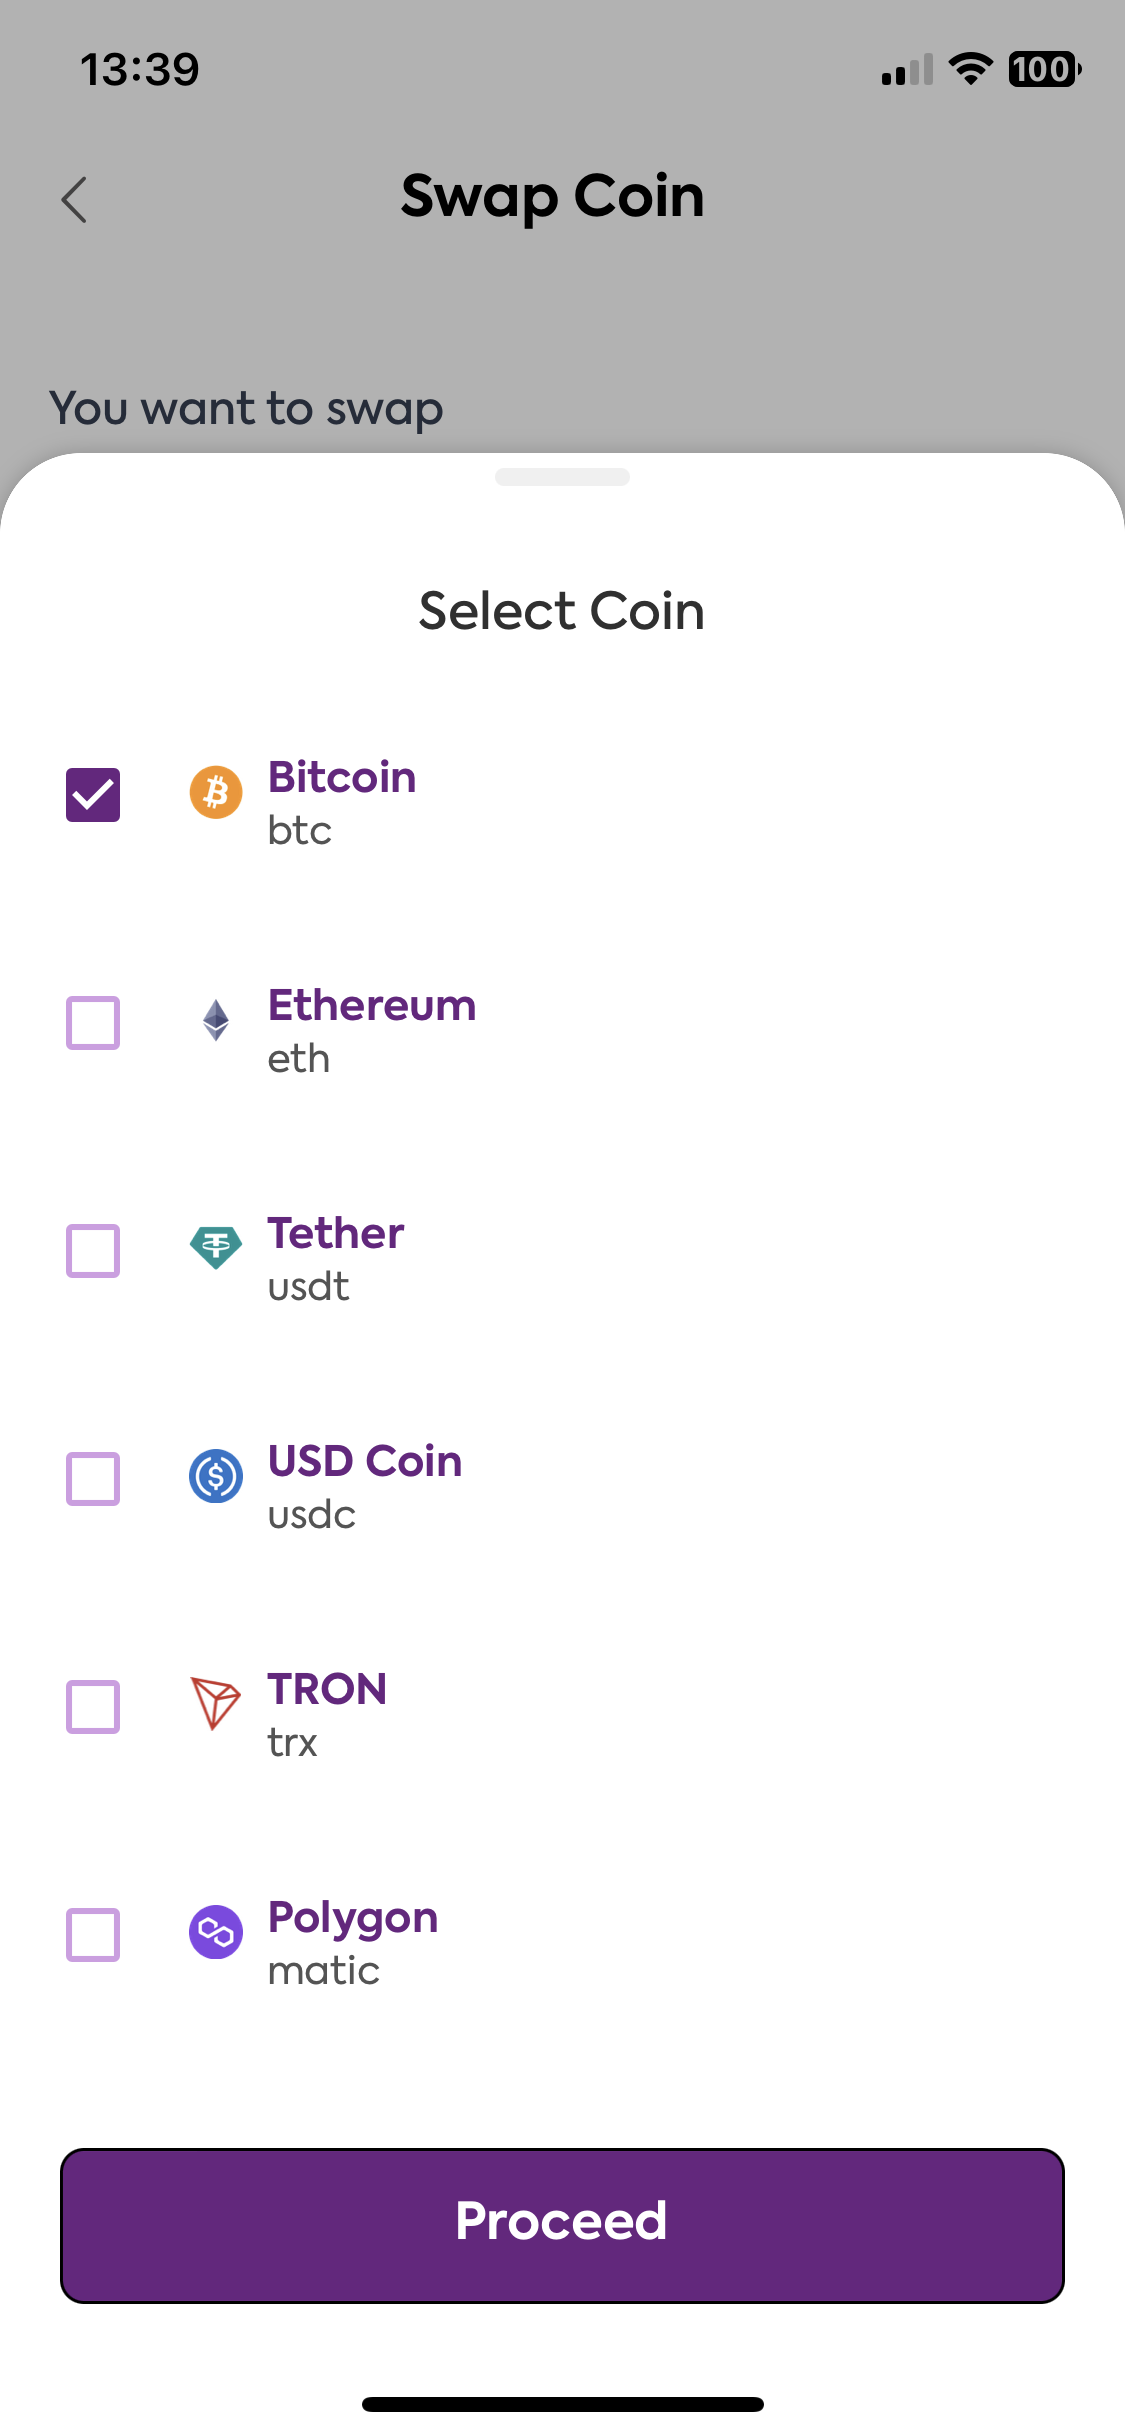 13:39
100
Swap Coin
You want to swap
Select Coin
Bitcoin
btc
Ethereum
eth
Tether
usdt
USD Coin
usdc
TRON
trx
Polygon
matic
Proceed